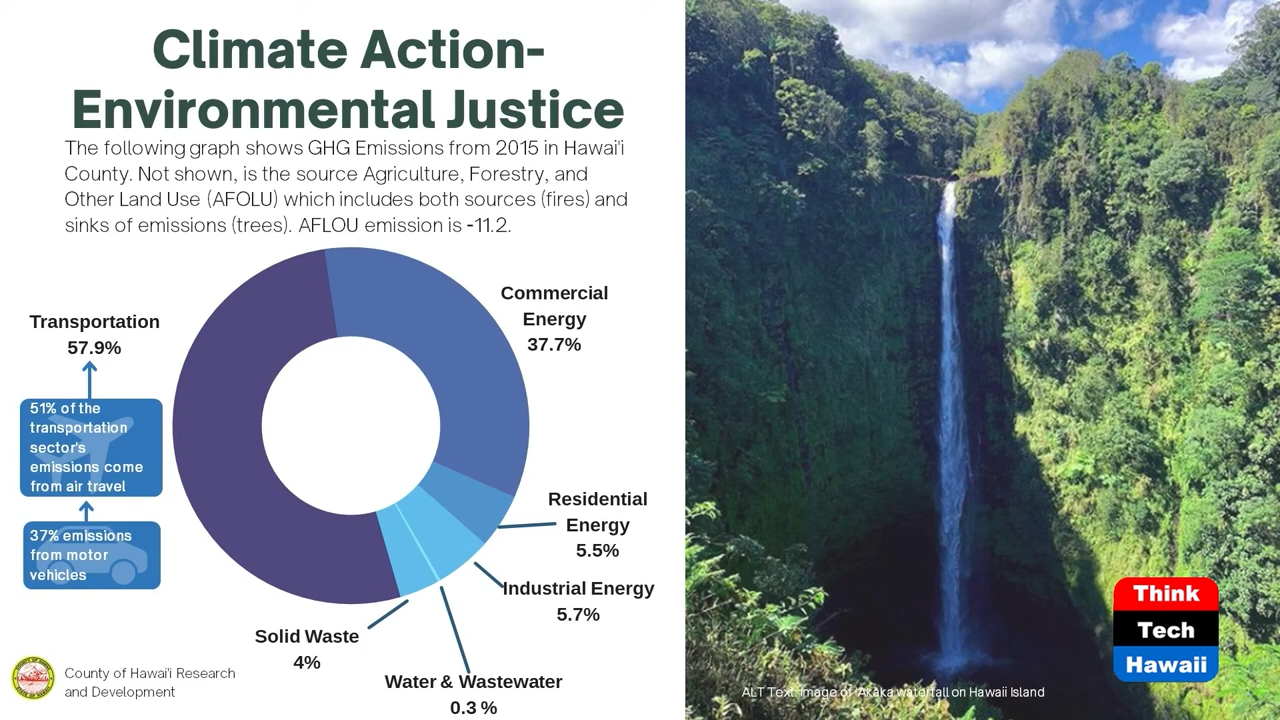 Climate Action-
Environmental Justice
The following graph shows GHG Emissions from 2015 in Hawai'i
County. Not shown, is the source Agriculture, Forestry, and
Other Land Use (AFOLU) which includes both sources (fires) and
sinks of emissions (trees). AFLOU emission is -11.2.
Commercial
Energy
37.7%
Transportation
57.9%
51% of the
transportation
sector's
emissions come
from air travel
37% emissions
from motor
vehicles
Residential
Energy
5.5%
Industrial Energy
5.7%
Solid Waste
4%
Water & Wastewater
0.3 %
County of Hawai'i Research
and Development
Think
Tech
Hawaii
ALT Text: Image of 'Akaka waterfall on Hawaii Island